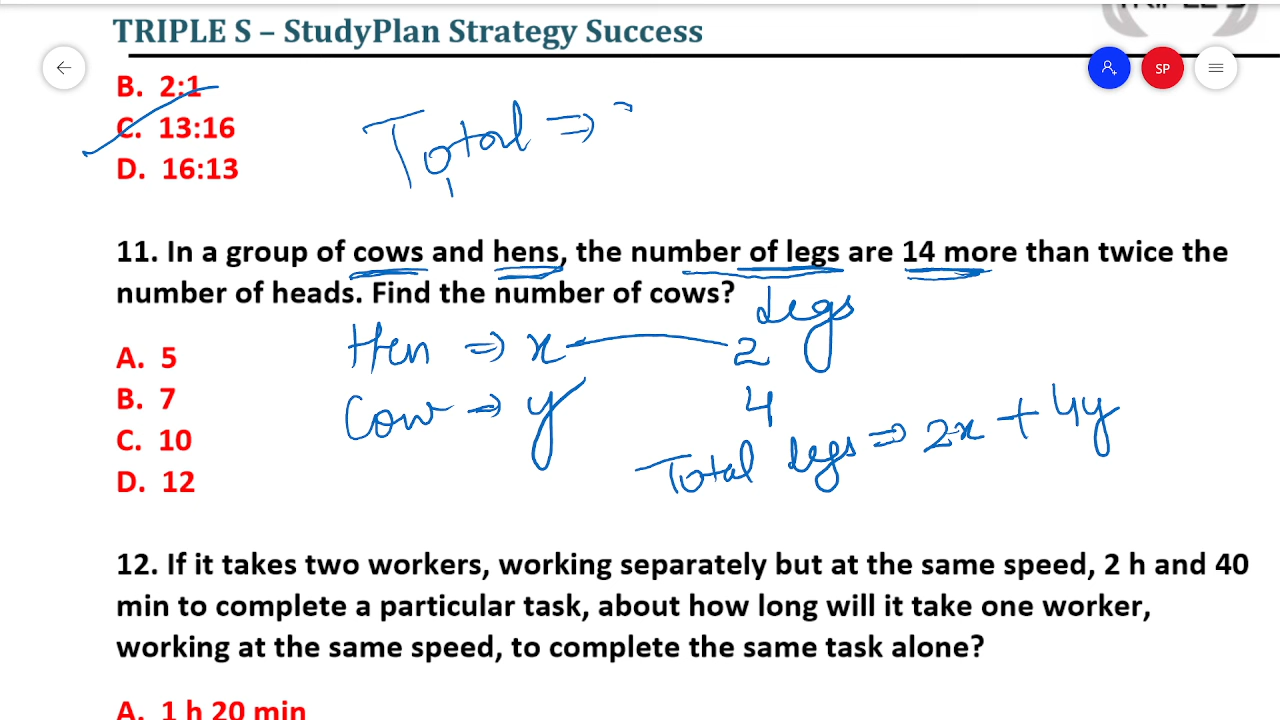 TRIPLE S – StudyPlan Strategy Success
SP
B. 2:1
C. 13:16
D. 16:13
Total ⇒
11. In a group of cows and hens, the number of legs are 14 more than twice the
number of heads. Find the number of cows?
Legs
Hen ⇒ x 2
Cow ⇒ y 4
Total legs ⇒ 2x + 4y
A. 5
B. 7
C. 10
D. 12
12. If it takes two workers, working separately but at the same speed, 2 h and 40
min to complete a particular task, about how long will it take one worker,
working at the same speed, to complete the same task alone?
A. 1 h 20 min